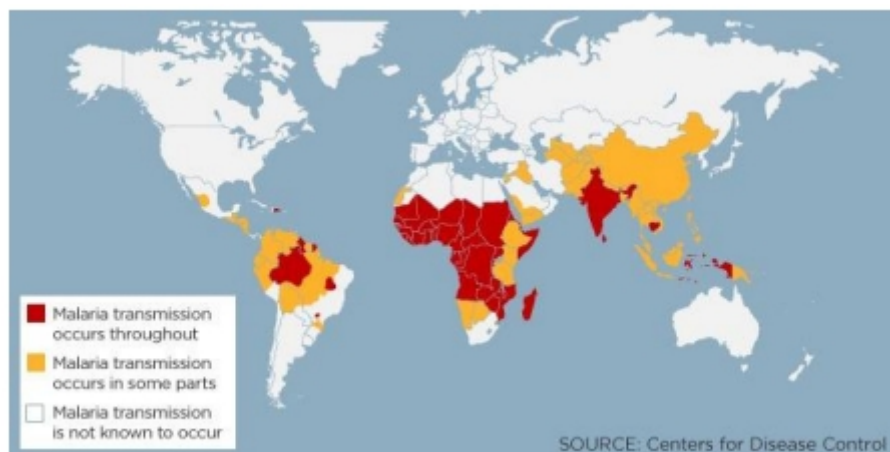 Malaria transmission
occurs throughout
Malaria transmission
occurs in some parts
Malaria transmission
is not known to occur
SOURCE: Centers for Disease Control